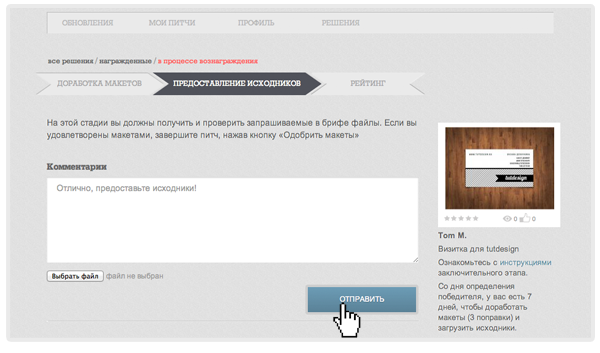 ОБНОВЛЕНИЯ МОИ ПИТЧИ ПРОФИЛЬ РЕШЕНИЯ
все решения / награжденные / в процессе вознаграждения
ДОРАБОТКА МАКЕТОВ ПРЕДОСТАВЛЕНИЕ ИСХОДНИКОВ РЕЙТИНГ
На этой стадии вы должны получить и проверить запрашиваемые в брифе файлы. Если вы
удовлетворены макетами, завершите питч, нажав кнопку «Одобрить макеты»
Комментарии
Отлично, предоставьте исходники!
Выбрать файл файл не выбран
ОТПРАВИТЬ
tutdesign
0 0
Tom M.
Визитка для tutdesign
Ознакомьтесь с инструкциями
заключительного этапа.
Со дня определения
победителя, у вас есть 7
дней, чтобы доработать
макеты (3 поправки) и
загрузить исходники.